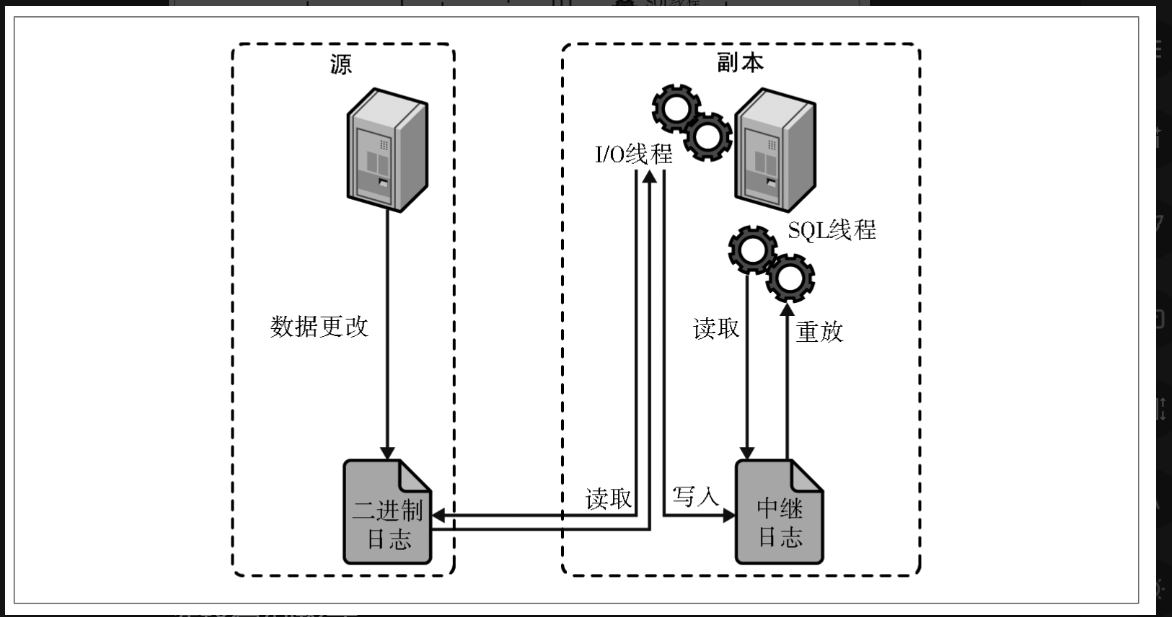 源
副本
I/O线程
SQL线程
数据更改
读取
重放
读取
写入
二进制
日志
中继
日志